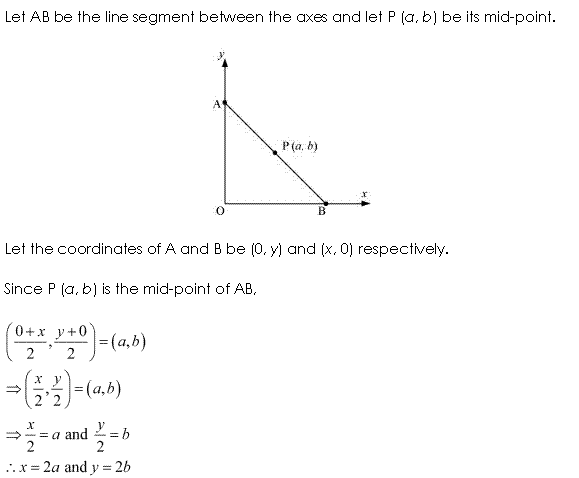 Let AB be the line segment between the axes and let P (a, b) be its mid-point.
y
A
P (a, b)
x
O
B
Let the coordinates of A and B be (0, y) and (x, 0) respectively.
Since P (a, b) is the mid-point of AB,
((0+x)/2, (y+0)/2) = (a,b)
⇒ (x/2, y/2) = (a,b)
⇒ x/2 = a and y/2 = b
∴ x = 2a and y = 2b